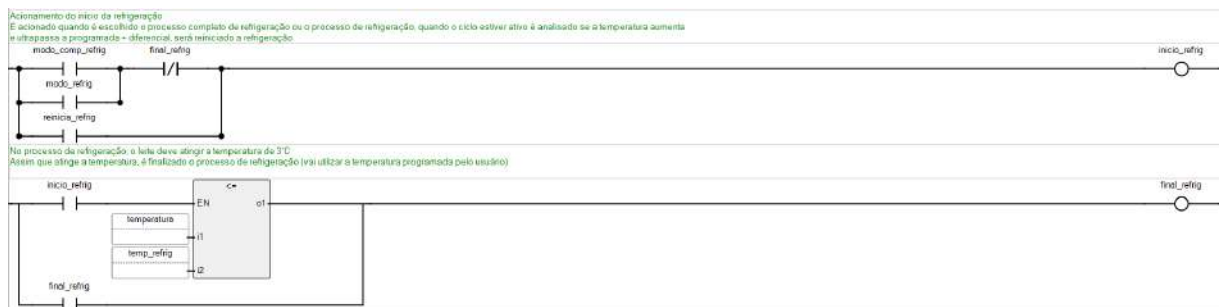 Acionamento do início da refrigeração
É acionado quando é escolhido o processo completo de refrigeração ou o processo de refrigeração, quando o ciclo estiver ativo é analisado se a temperatura aumenta
e ultrapassa a programada + diferencial, será reiniciado a refrigeração
modo_comp_refrig final_refrig inicio_refrig
modo_refrig
reinicia_refrig
No processo de refrigeração, o leite deve atingir a temperatura de 3°C
Assim que atinge a temperatura, é finalizado o processo de refrigeração (vai utilizar a temperatura programada pelo usuário)
inicio_refrig <= final_refrig
EN o1
temperatura
i1
temp_refrig
i2
final_refrig